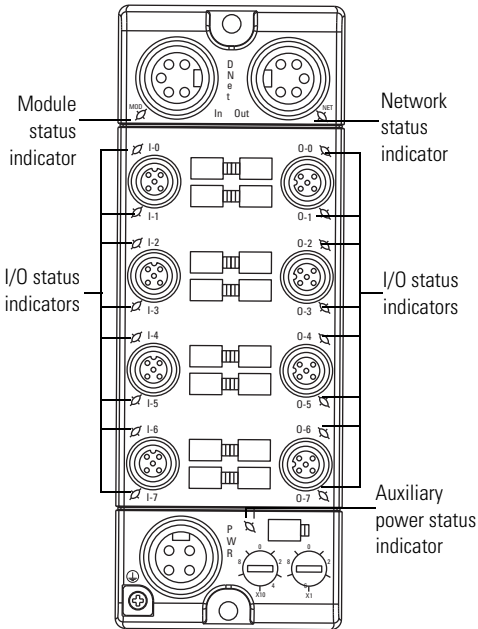 D
N
e
t
MOD
NET
In Out
Module
status
indicator
Network
status
indicator
I-0
O-0
I-1
O-1
I-2
O-2
I/O status
indicators
I/O status
indicators
I-3
O-3
I-4
O-4
I-5
O-5
I-6
O-6
I-7
O-7
Auxiliary
power status
indicator
P
W
R
0
2
4
8
X10
0
2
6
8
X1